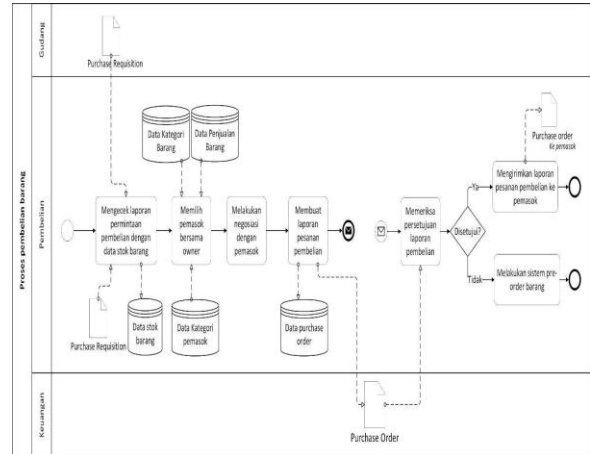 Proses pembelian barang
Gudang
Purchase Requisition
Pembelian
Data Kategori
Barang
Data Penjualan
Barang
Purchase order
Ke pemasok
Mengecek laporan
permintaan
pembelian dengan
data stok barang
Memilih
pemasok
bersama
owner
Melakukan
negosiasi
dengan
pemasok
Membuat
laporan
pesanan
pembelian
Memeriksa
persetujuan
laporan
pembelian
Disetujai?
Ya
Mengirimkan laporan
pesanan pembelian ke
pemasok
Tidak
Melakukan sistem pre-
order barang
Purchase Requisition
Data stok
barang
Data Kategori
pemasok
Data purchase
order
Keuangan
Purchase Order